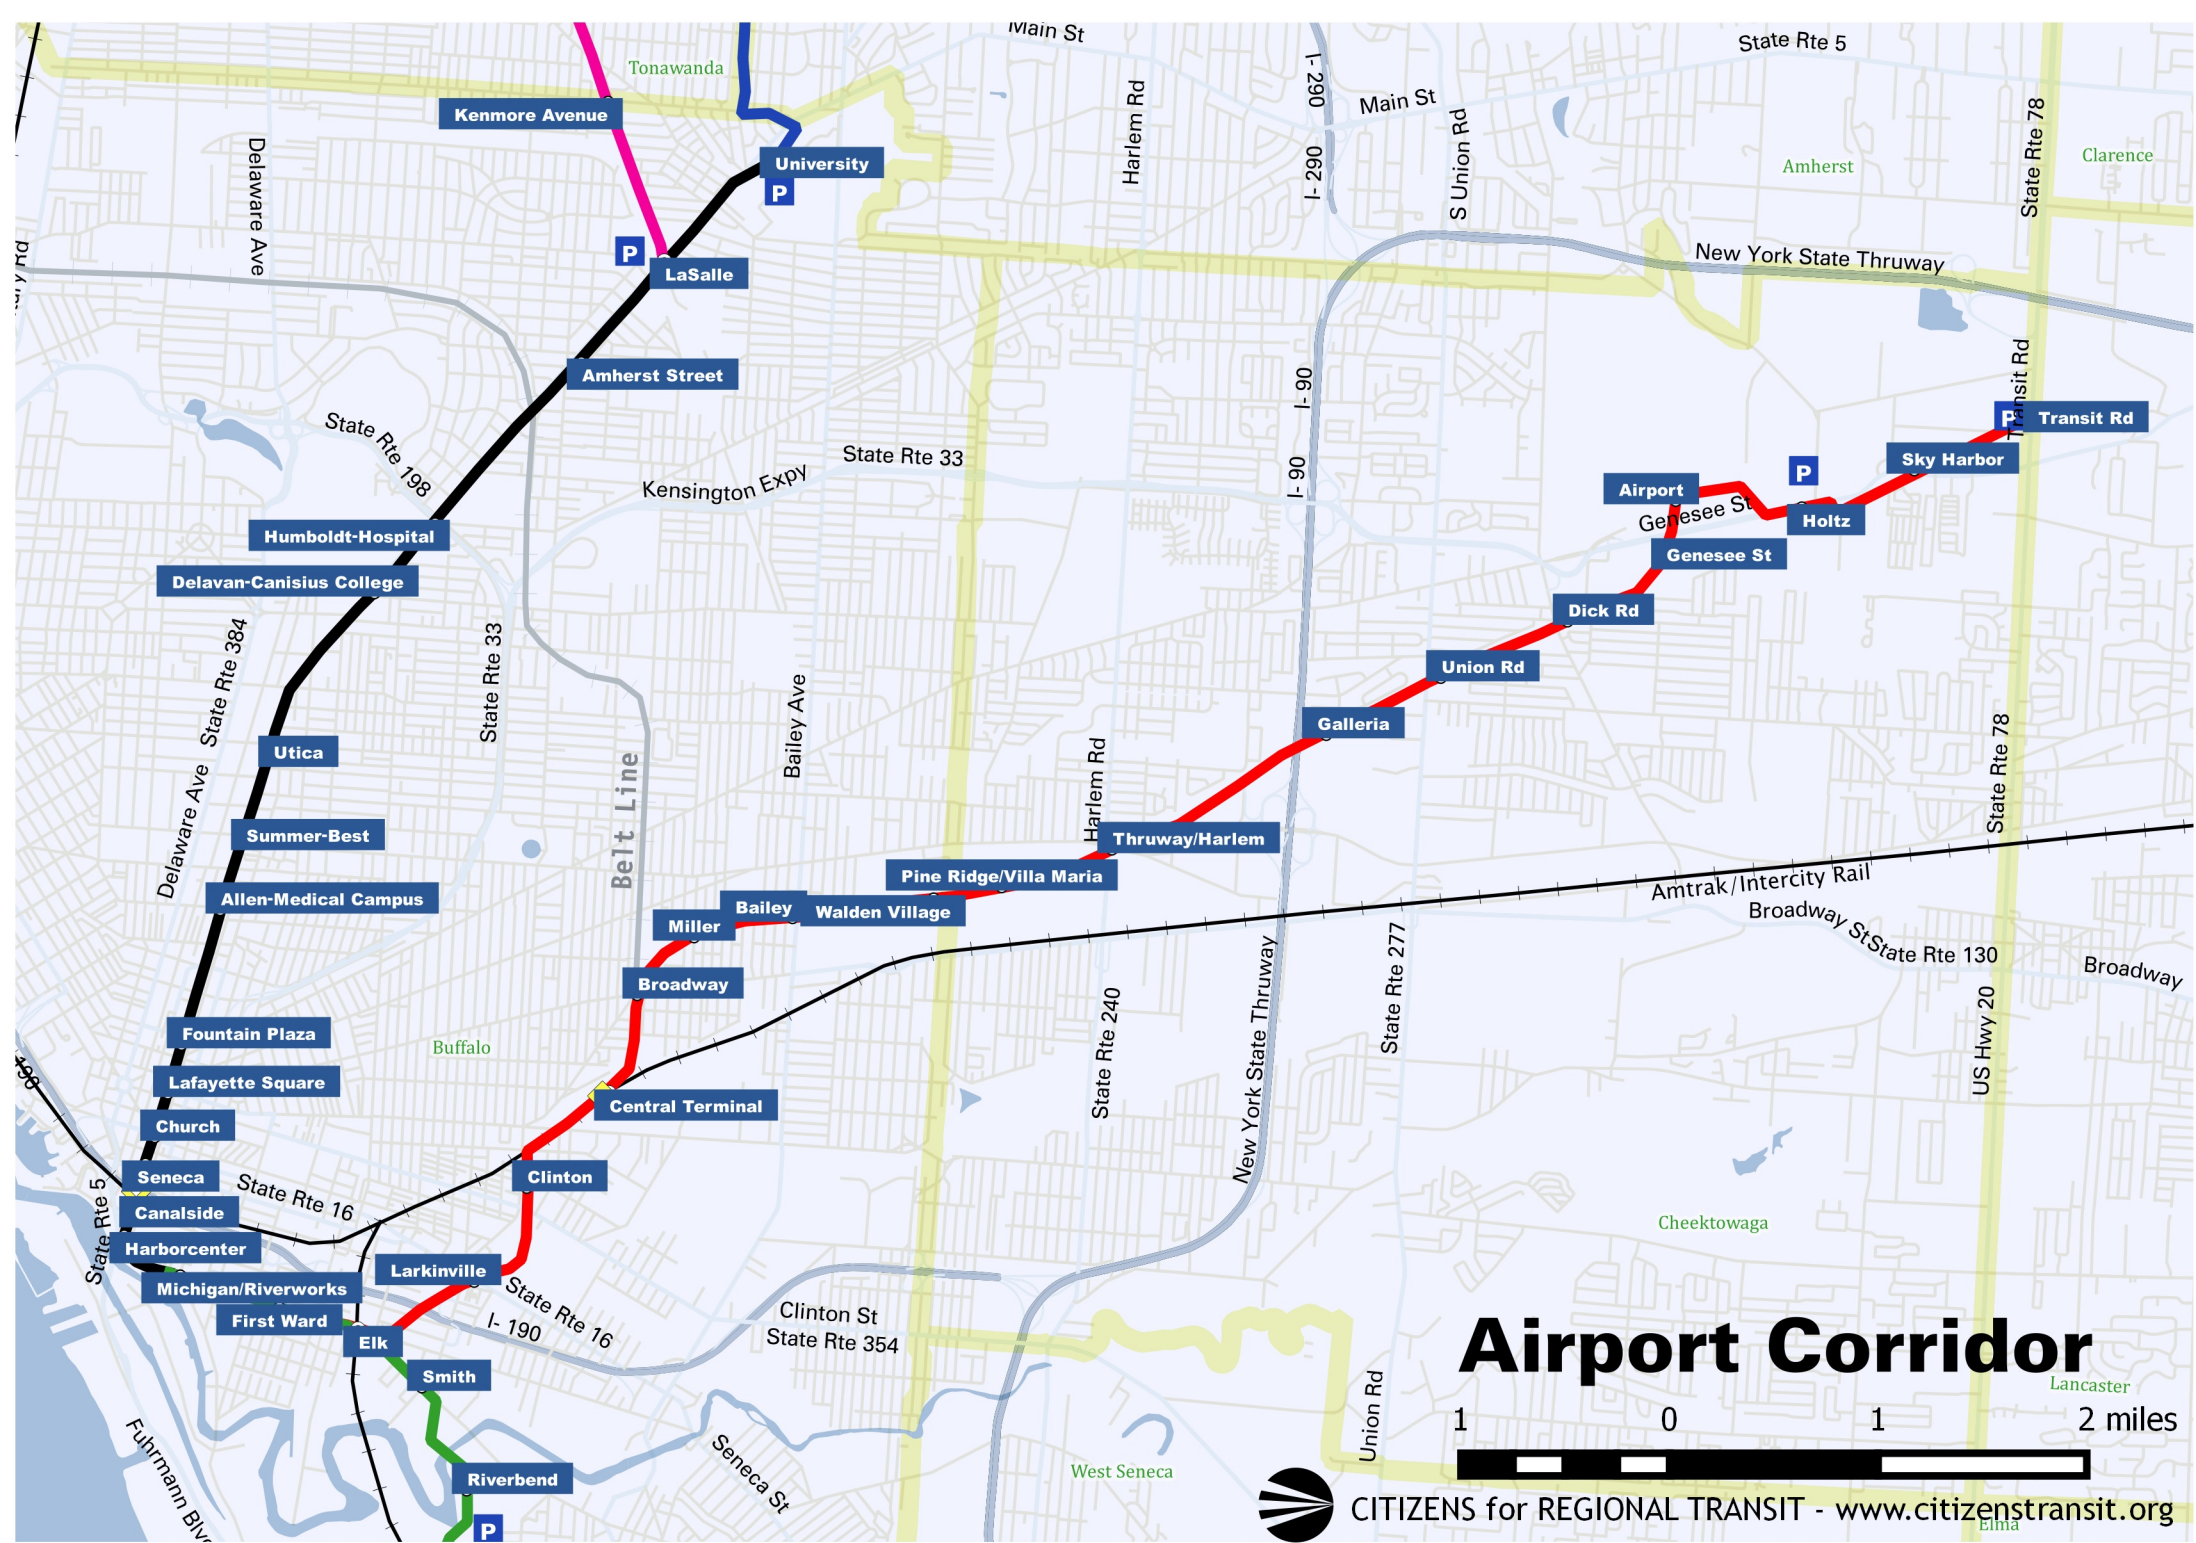 Main St
State Rte 5
Tonawanda
I- 290
Harlem Rd
Main St
State Rte 78
Kenmore Avenue
S Union Rd
Delaware Ave
University
P
Amherst
Clarence
I- 290
P
LaSalle
New York State Thruway
Amherst Street
I- 90
Transit Rd
P
Transit Rd
State Rte 198
State Rte 33
Kensington Expy
I- 90
Sky Harbor
P
Airport
Genesee St
Holtz
Humboldt-Hospital
Genesee St
Delavan-Canisius College
Dick Rd
State Rte 384
State Rte 33
Union Rd
Bailey Ave
Galleria
State Rte 78
Utica
Belt Line
Harlem Rd
Delaware Ave
Summer-Best
Thruway/Harlem
Pine Ridge/Villa Maria
Allen-Medical Campus
Bailey
Walden Village
Miller
Amtrak/Intercity Rail
Broadway St
State Rte 130
Broadway
Broadway
State Rte 277
New York State Thruway
State Rte 240
US Hwy 20
Fountain Plaza
Buffalo
Lafayette Square
Central Terminal
Church
Seneca
Clinton
State Rte 5
State Rte 16
Canalside
Cheektowaga
Harborcenter
Larkinville
Michigan/Riverworks
State Rte 16
First Ward
I- 190
Clinton St
State Rte 354
Elk
Smith
Airport Corridor
Lancaster
Union Rd
1 0 1 2 miles
Fuhrmann Blv
Seneca St
Riverbend
West Seneca
P
CITIZENS for REGIONAL TRANSIT - www.citizenstransit.org
Elma